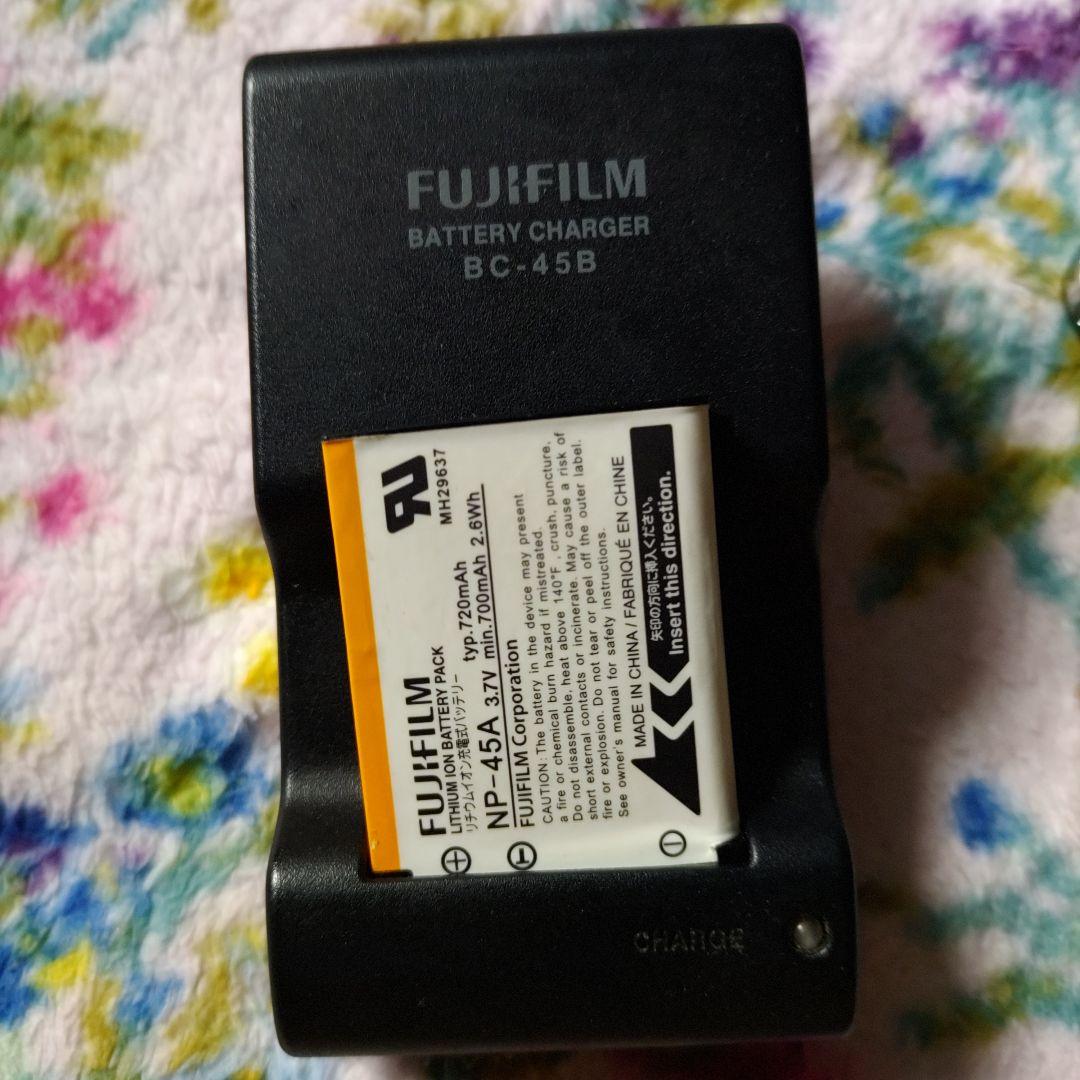 FUJIFILM
BATTERY CHARGER
BC-45B
FUJIFILM
LITHIUM ION BATTERY PACK
リチウムイオン充電式バッテリー
NP-45A 3.7V typ.720mAh min.700mAh 2.6Wh
MH29637
FUJIFILM Corporation
CAUTION: The battery in the device may present
a fire or chemical burn hazard if mistreated.
Do not disassemble, heat above 140°F, crush, puncture,
short external contacts or incinerate. May cause a risk of
fire or explosion. Do not tear or peel off the outer label.
See owner's manual for safety instructions.
MADE IN CHINA / FABRIQUÉ EN CHINE
矢印の方向に挿入ください。
Insert this direction.
CHARGE